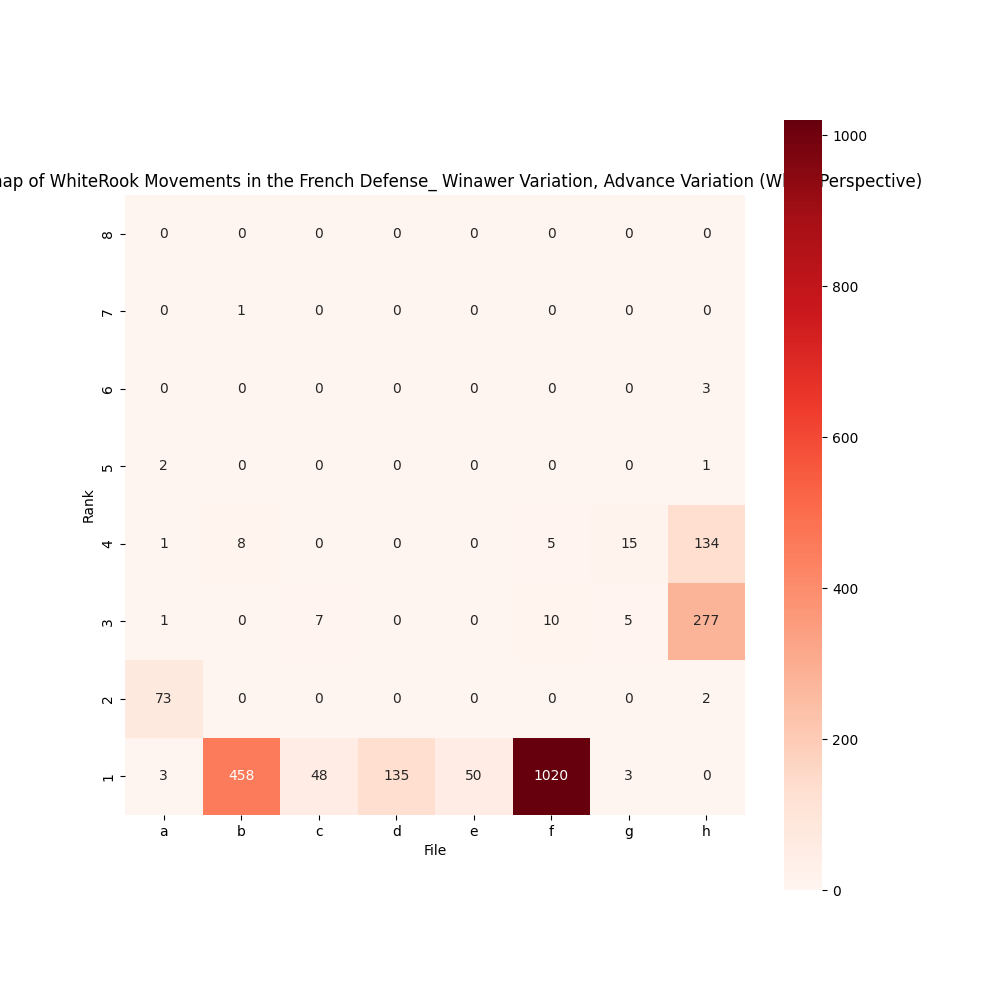 ap of WhiteRook Movements in the French Defense_ Winawer Variation, Advance Variation (W Perspective)
Rank
8 0 0 0 0 0 0 0 0
7 0 1 0 0 0 0 0 0
6 0 0 0 0 0 0 0 3
5 2 0 0 0 0 0 0 1
4 1 8 0 0 0 5 15 134
3 1 0 7 0 0 10 5 277
2 73 0 0 0 0 0 0 2
1 3 458 48 135 50 1020 3 0
a b c d e f g h
File
1000
800
600
400
200
0